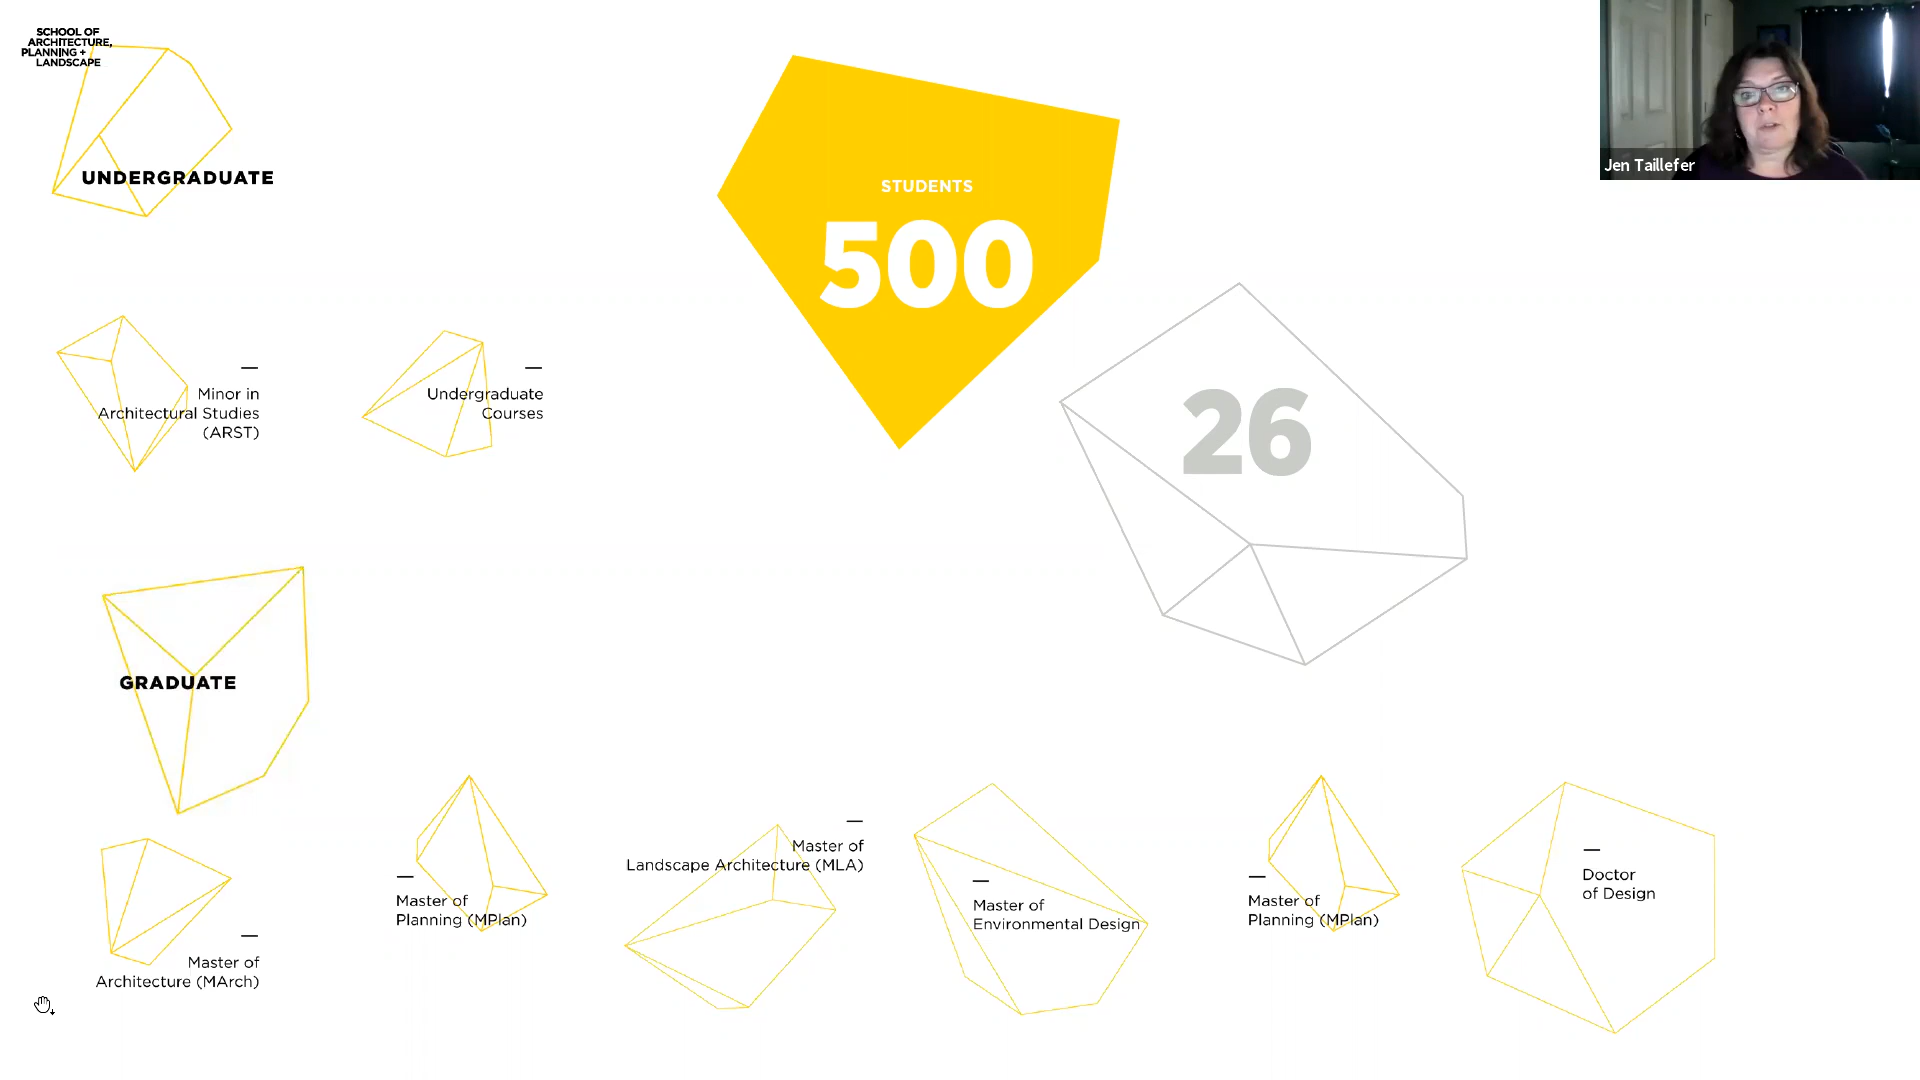 SCHOOL OF
ARCHITECTURE,
PLANNING +
LANDSCAPE
UNDERGRADUATE
STUDENTS
500
Jen Taillefer
Minor in
Architectural Studies
(ARST)
Undergraduate
Courses
26
GRADUATE
Master of
Architecture (MArch)
Master of
Planning (MPlan)
Master of
Landscape Architecture (MLA)
Master of
Environmental Design
Master of
Planning (MPlan)
Doctor
of Design